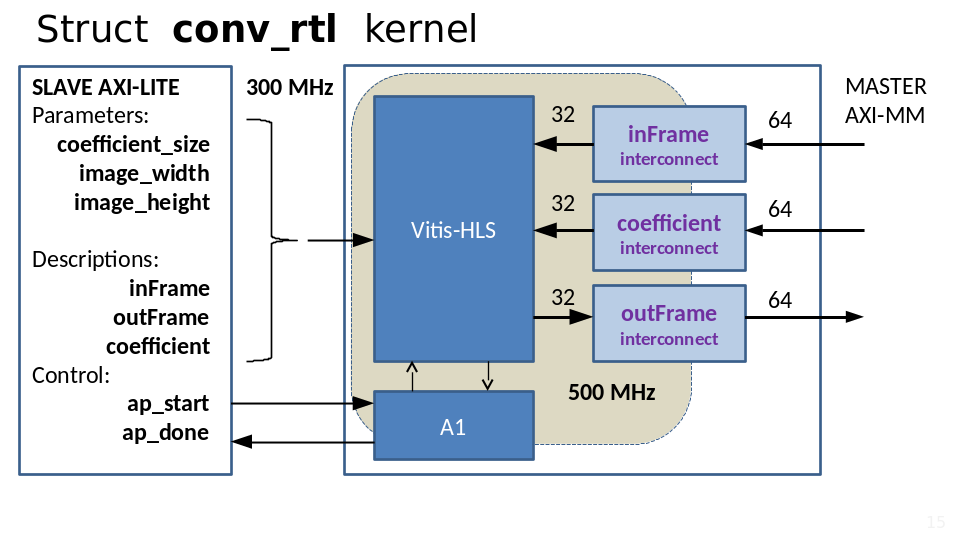 Struct conv_rtl kernel
SLAVE AXI-LITE
Parameters:
coefficient_size
image_width
image_height
Descriptions:
inFrame
outFrame
coefficient
Control:
ap_start
ap_done
300 MHz
Vitis-HLS
A1
32
32
32
inFrame
interconnect
coefficient
interconnect
outFrame
interconnect
500 MHz
64
64
64
MASTER
AXI-MM
15